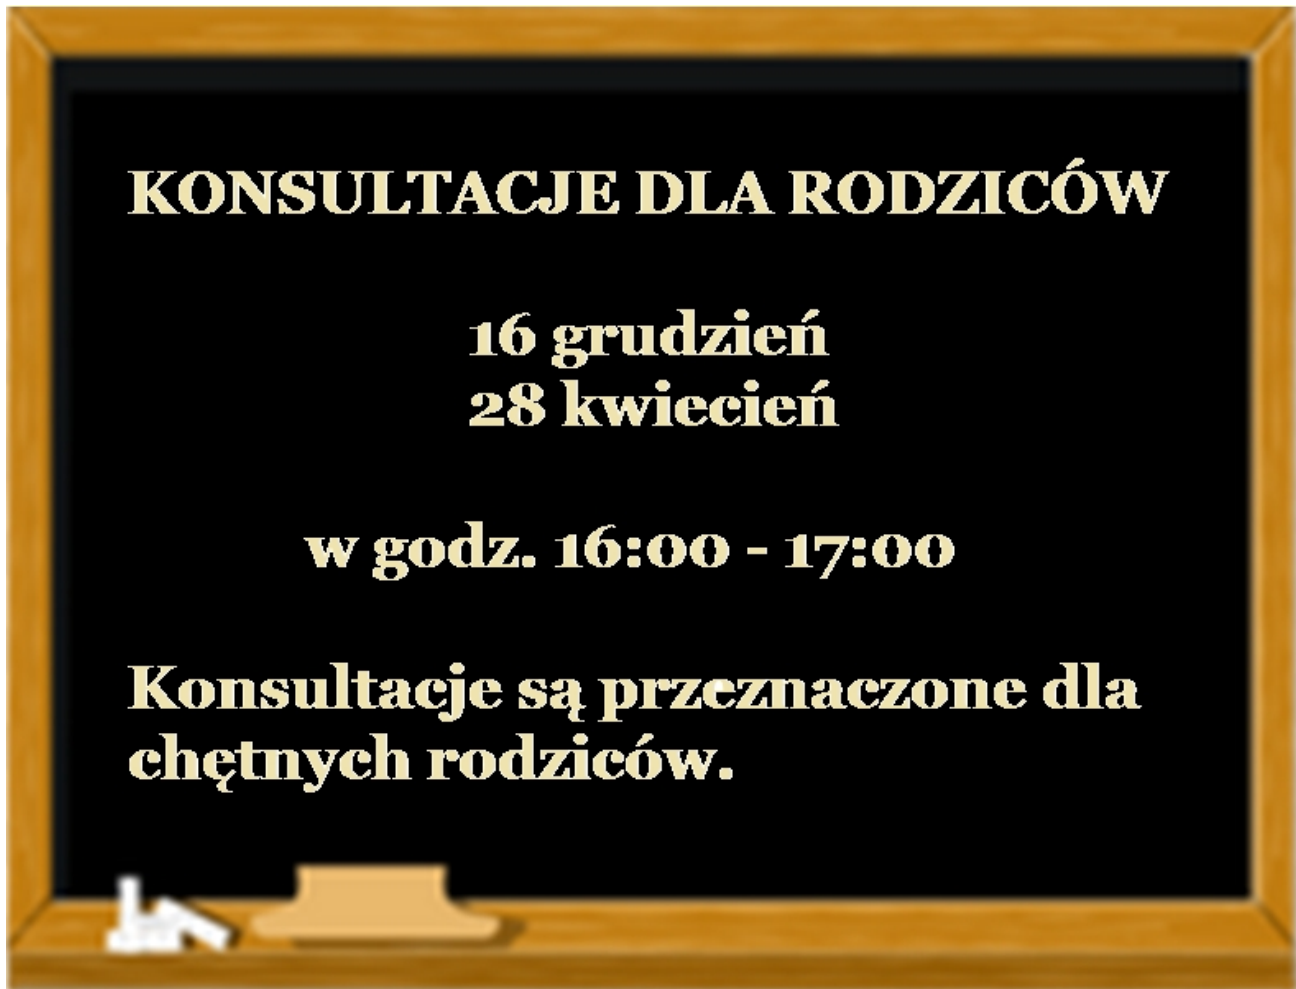 KONSULTACJE DLA RODZICÓW
16 grudzień
28 kwiecień
w godz. 16:00 - 17:00
Konsultacje są przeznaczone dla
chętnych rodziców.